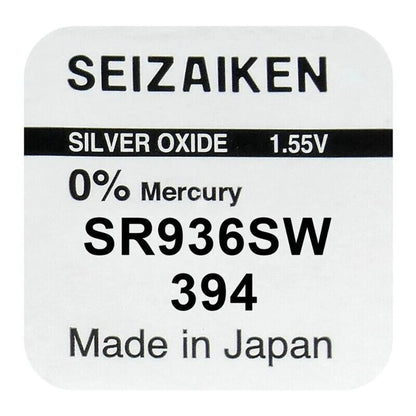 SEIZAIKEN
SILVER OXIDE 1.55V
0% Mercury
SR936SW
394
Made in Japan